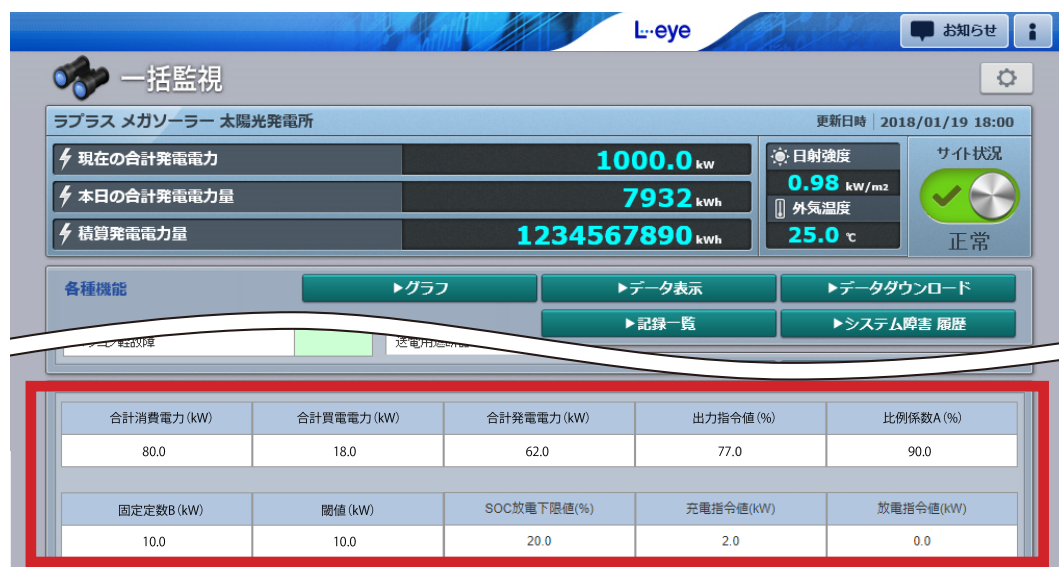 L-eye
お知らせ
一括監視
ラプラス メガソーラー 太陽光発電所
更新日時 2018/01/19 18:00
現在の合計発電電力
1000.0 kW
日射強度
サイト状況
0.98 kW/m2
本日の合計発電電力量
7932 kWh
外気温度
積算発電電力量
1234567890 kWh
25.0 ℃
正常
各種機能
▶グラフ
▶データ表示
▶データダウンロード
▶記録一覧
▶システム障害 履歴
合計消費電力(kW) 合計買電電力(kW) 合計発電電力(kW) 出力指令値(%) 比例係数A(%)
80.0 18.0 62.0 77.0 90.0
固定定数B(kW) 閾値(kW) SOC放電下限値(%) 充電指令値(kW) 放電指令値(kW)
10.0 10.0 20.0 2.0 0.0